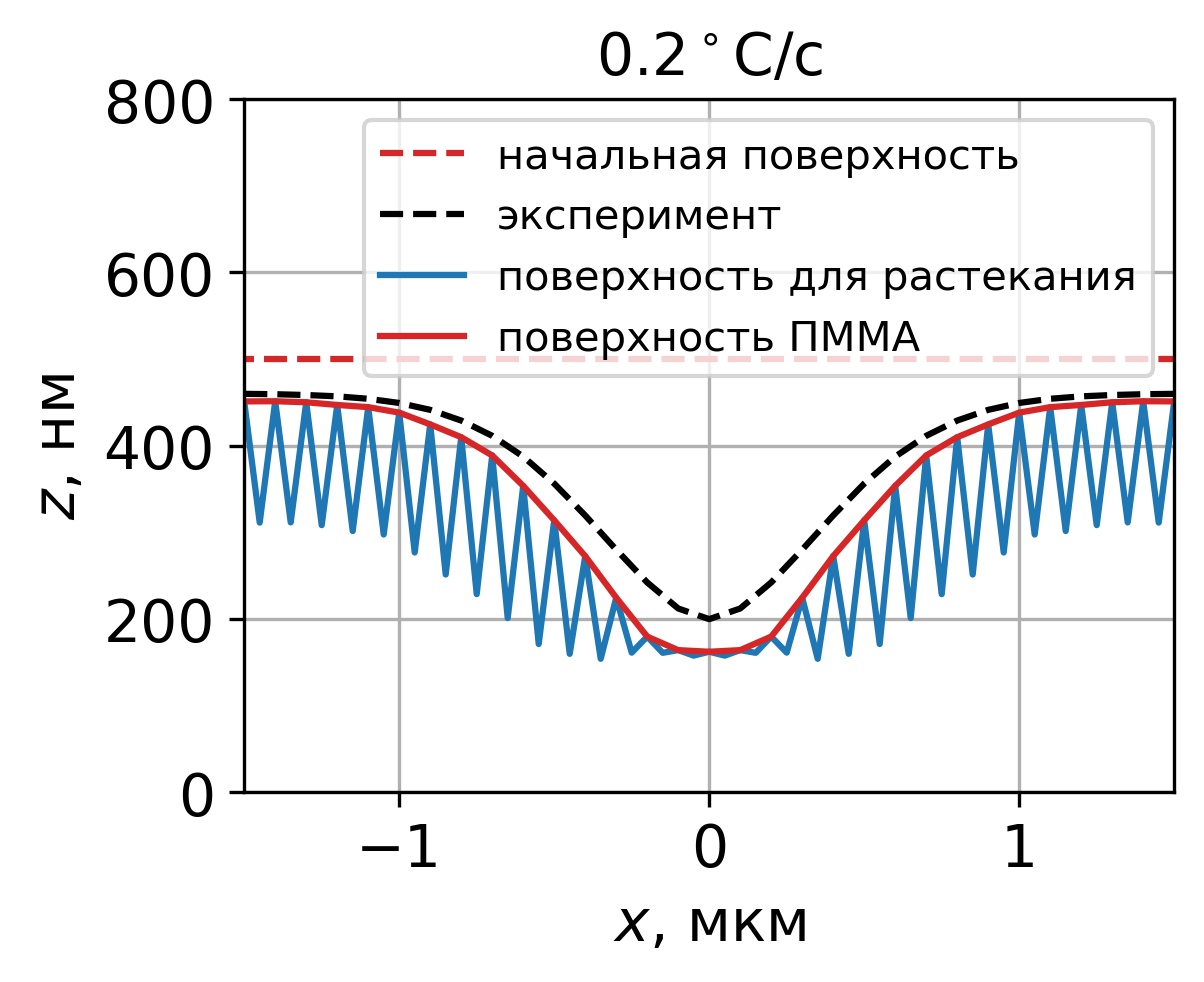 0.2 °C/c
800
600
400
200
0
z, нм
начальная поверхность
эксперимент
поверхность для растекания
поверхность ПММА
−1 0 1
x, мкм